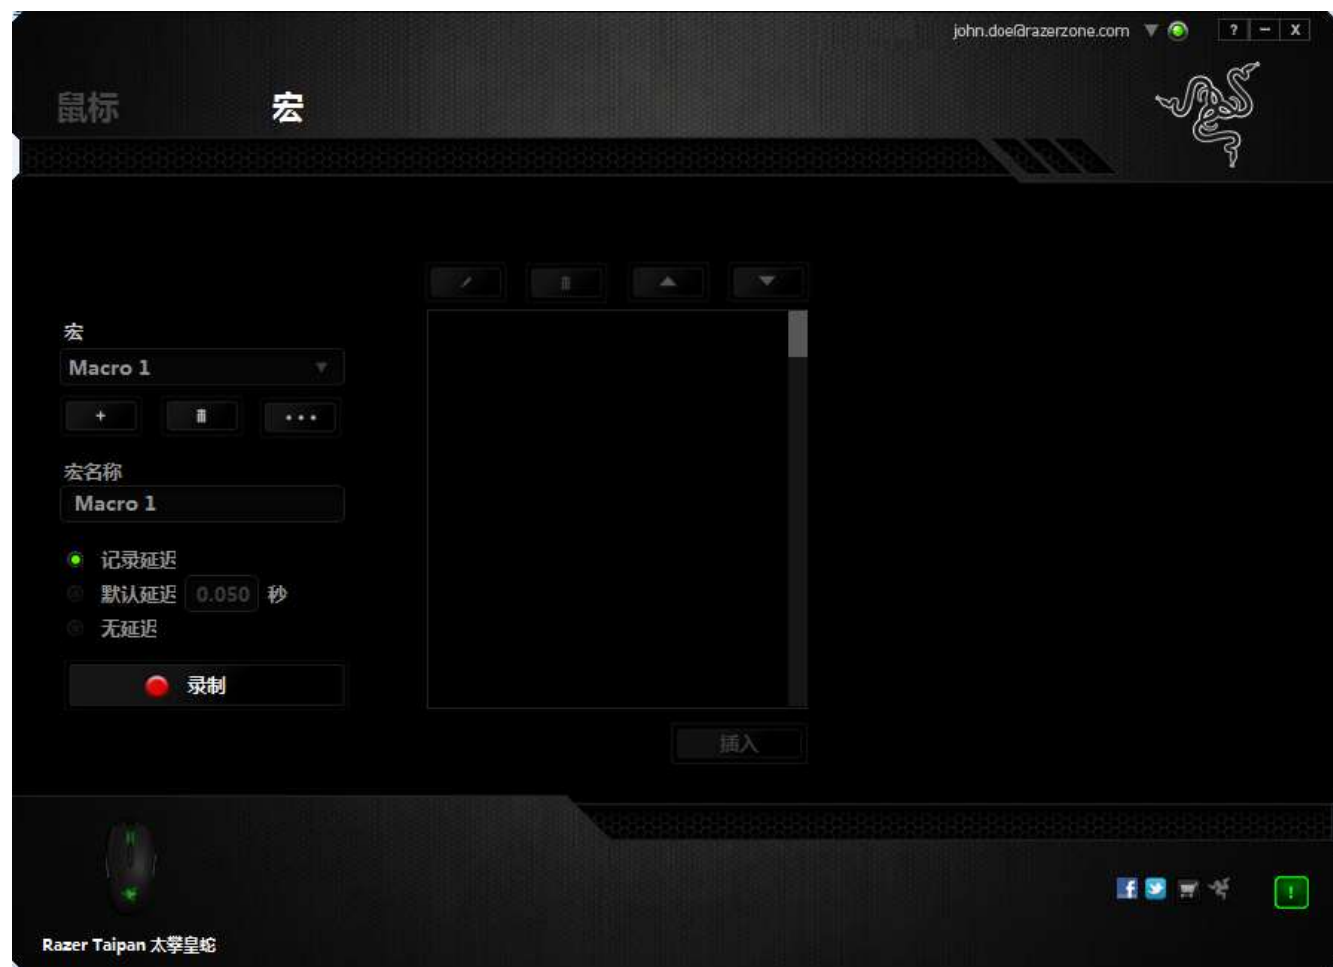 john.doe@razerzone.com
? − X
鼠标 宏
宏
Macro 1
+
宏名称
Macro 1
记录延迟
默认延迟 0.050 秒
无延迟
录制
插入
Razer Taipan 太攀皇蛇